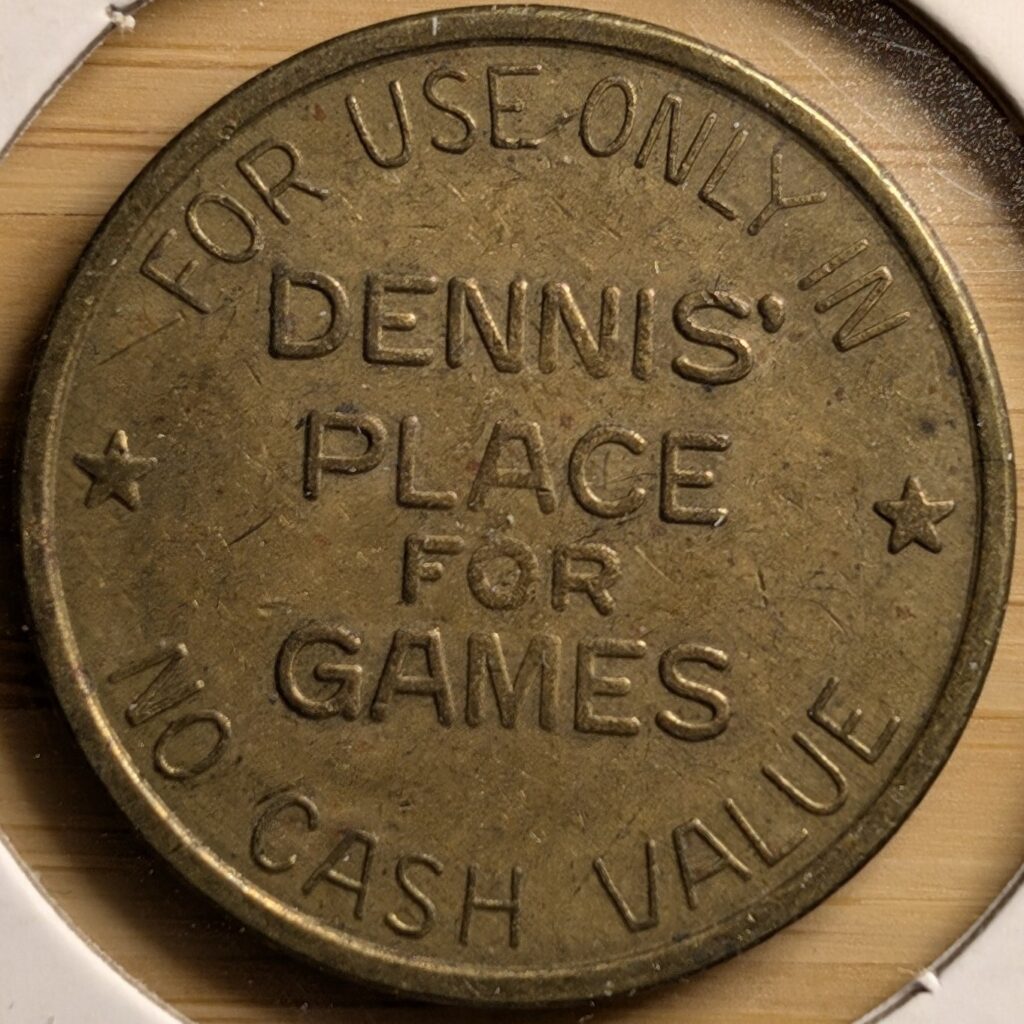 FOR USE ONLY IN
DENNIS'
PLACE
FOR
GAMES
NO CASH VALUE